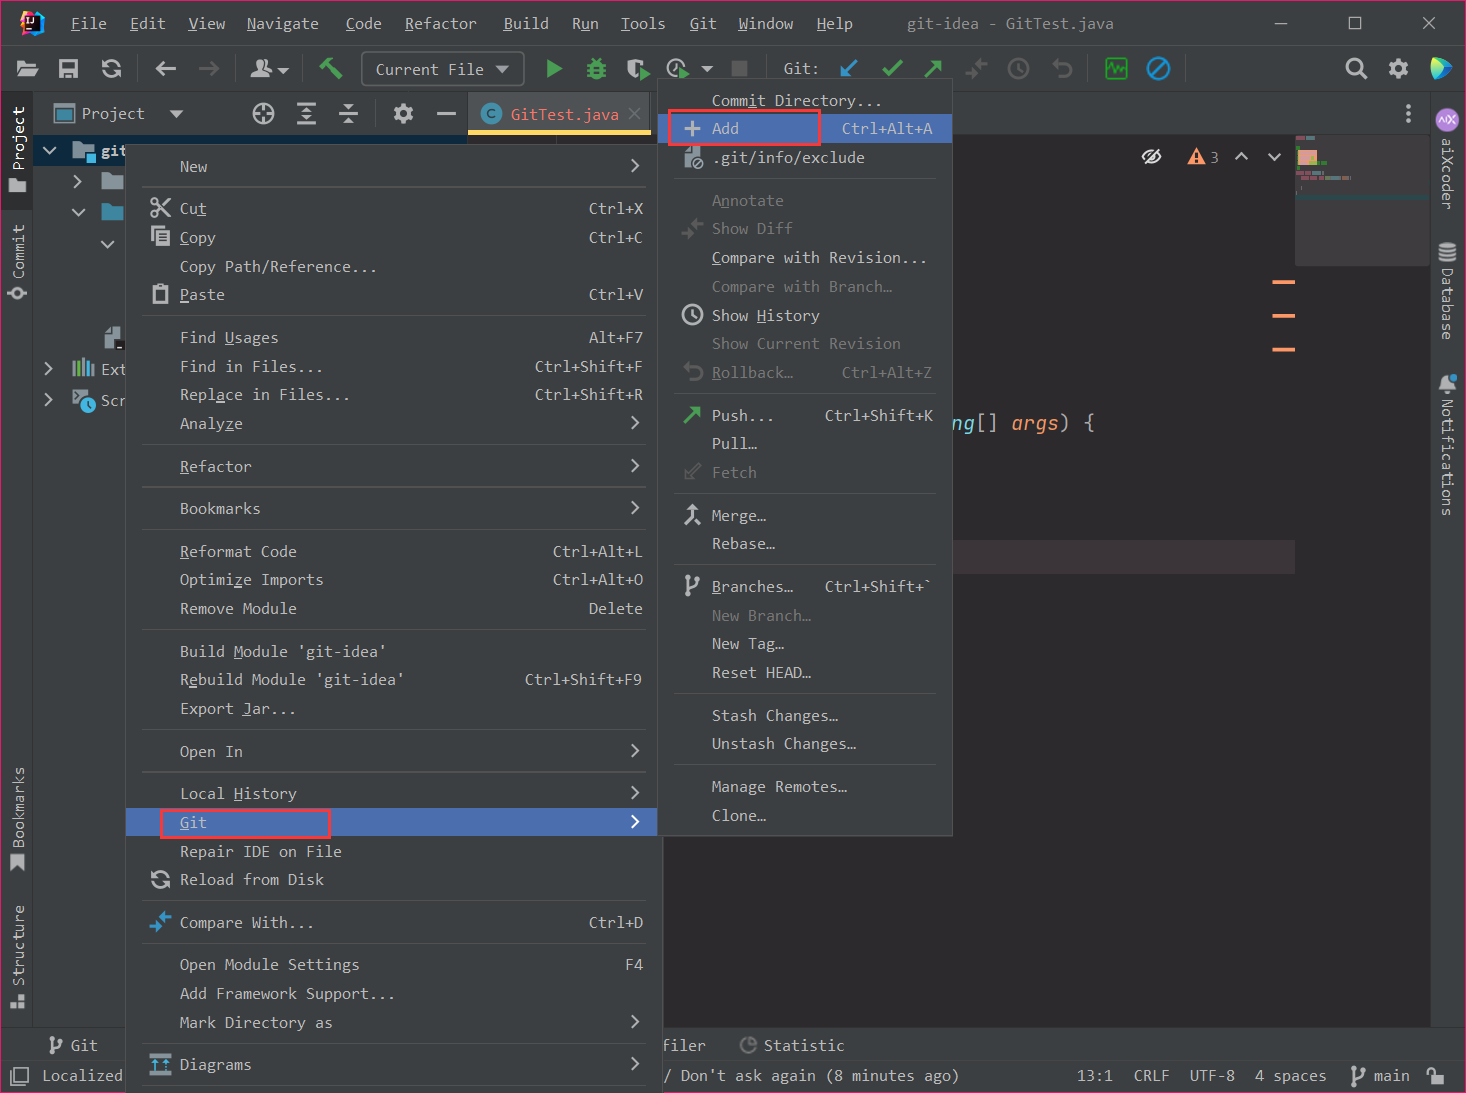 File Edit View Navigate Code Refactor Build Run Tools Git Window Help git-idea - GitTest.java
Current File Git:
Project GitTest.java
git
Ext
Scr
Project
Commit
Bookmarks
Structure
New
Cut Ctrl+X
Copy Ctrl+C
Copy Path/Reference...
Paste Ctrl+V
Find Usages Alt+F7
Find in Files... Ctrl+Shift+F
Replace in Files... Ctrl+Shift+R
Analyze
Refactor
Bookmarks
Reformat Code Ctrl+Alt+L
Optimize Imports Ctrl+Alt+O
Remove Module Delete
Build Module 'git-idea'
Rebuild Module 'git-idea' Ctrl+Shift+F9
Export Jar...
Open In
Local History
Git
Repair IDE on File
Reload from Disk
Compare With... Ctrl+D
Open Module Settings F4
Add Framework Support...
Mark Directory as
Diagrams
Commit Directory...
Add Ctrl+Alt+A
.git/info/exclude
Annotate
Show Diff
Compare with Revision...
Compare with Branch…
Show History
Show Current Revision
Rollback… Ctrl+Alt+Z
Push... Ctrl+Shift+K
Pull…
Fetch
Merge…
Rebase…
Branches… Ctrl+Shift+`
New Branch…
New Tag…
Reset HEAD…
Stash Changes…
Unstash Changes…
Manage Remotes…
Clone…
3
ng[] args) {
aiXcoder
Database
Notifications
Git filer Statistic
Localized / Don't ask again (8 minutes ago) 13:1 CRLF UTF-8 4 spaces main